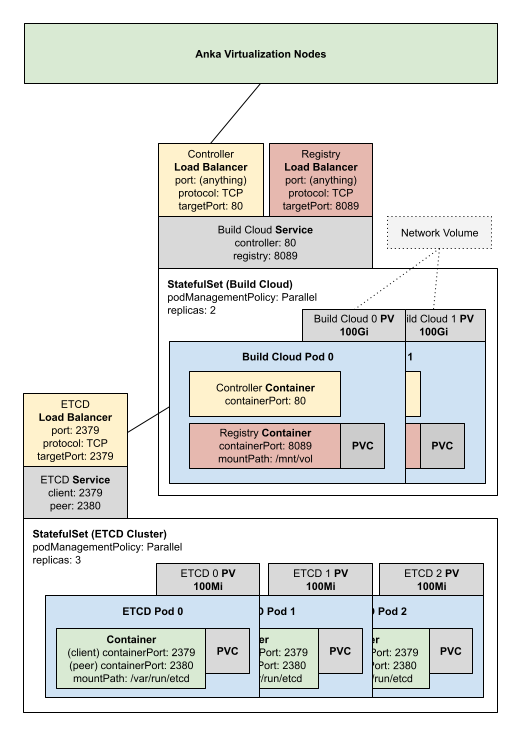 Anka Virtualization Nodes
Controller
Load Balancer
port: (anything)
protocol: TCP
targetPort: 80
Registry
Load Balancer
port: (anything)
protocol: TCP
targetPort: 8089
Build Cloud Service
controller: 80
registry: 8089
Network Volume
StatefulSet (Build Cloud)
podManagementPolicy: Parallel
replicas: 2
Build Cloud 0 PV
100Gi
ild Cloud 1 PV
100Gi
Build Cloud Pod 0
1
Controller Container
containerPort: 80
Registry Container
containerPort: 8089
mountPath: /mnt/vol
PVC
PVC
ETCD
Load Balancer
port: 2379
protocol: TCP
targetPort: 2379
ETCD Service
client: 2379
peer: 2380
StatefulSet (ETCD Cluster)
podManagementPolicy: Parallel
replicas: 3
ETCD 0 PV
100Mi
ETCD 1 PV
100Mi
ETCD 2 PV
100Mi
ETCD Pod 0
Pod 1
Pod 2
Container
(client) containerPort: 2379
(peer) containerPort: 2380
mountPath: /var/run/etcd
PVC
er
Port: 2379
Port: 2380
/run/etcd
PVC
er
Port: 2379
Port: 2380
/run/etcd
PVC